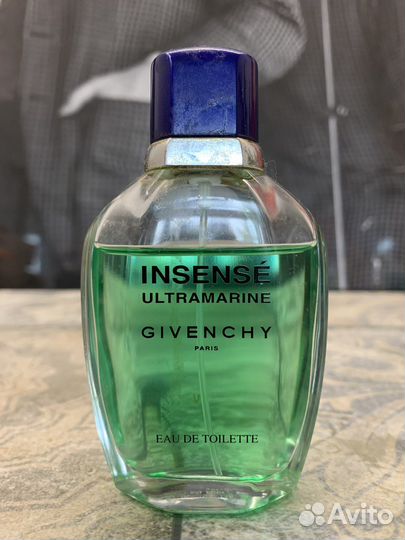 INSENSÉ
ULTRAMARINE
GIVENCHY
PARIS
EAU DE TOILETTE
Avito